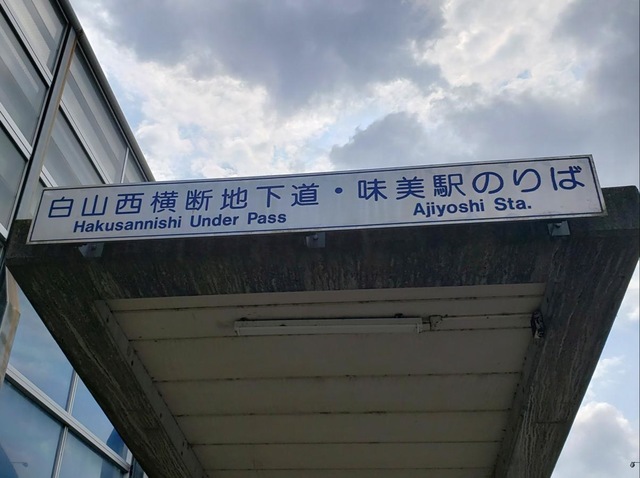 白山西横断地下道・味美駅のりば
Hakusannishi Under Pass
Ajiyoshi Sta.